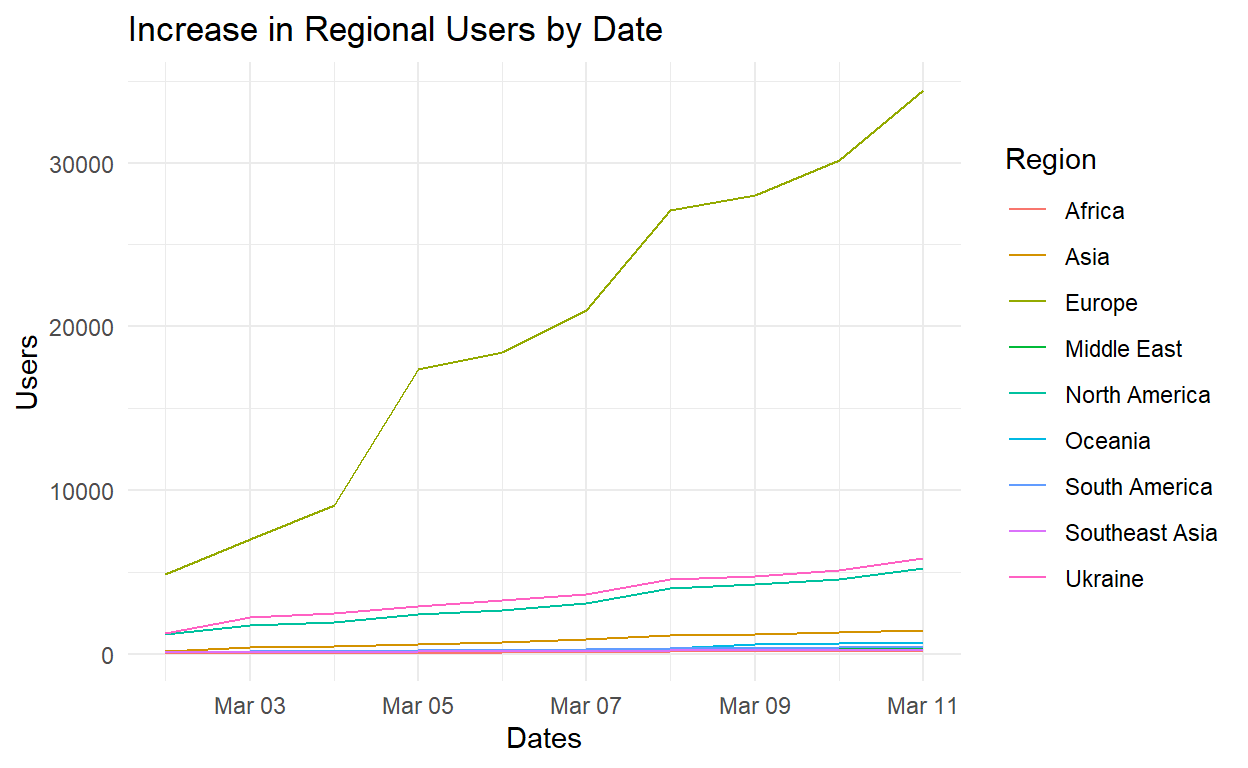 Increase in Regional Users by Date
Users
30000
20000
10000
0
Mar 03 Mar 05 Mar 07 Mar 09 Mar 11
Dates
Region
Africa
Asia
Europe
Middle East
North America
Oceania
South America
Southeast Asia
Ukraine